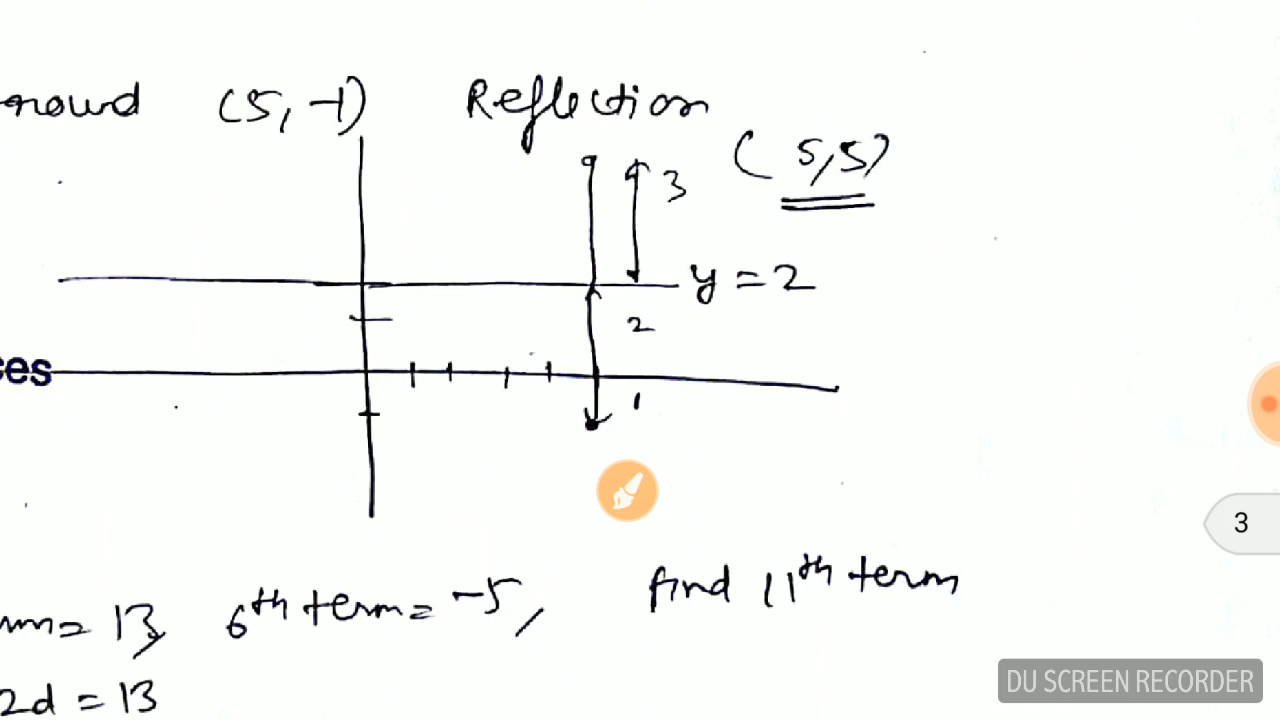 (5, -1) Reflection
(5,5)
3
y = 2
2
ces
1
3
= 13, 6th term = -5, find 11th term
2d = 13
DU SCREEN RECORDER